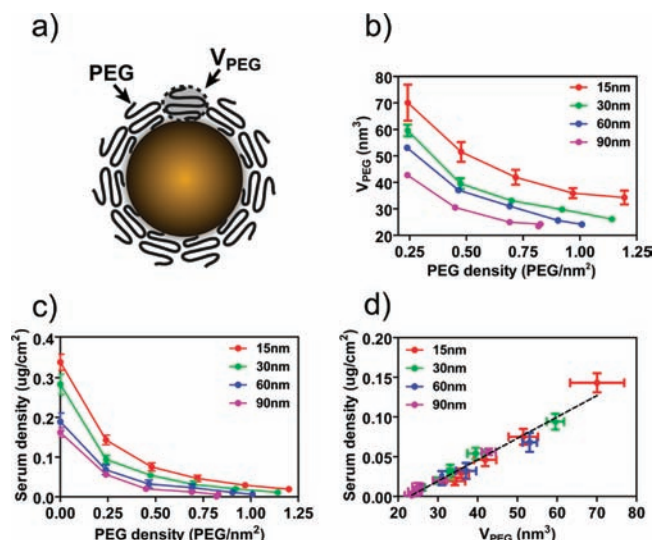 a)
PEG
V_PEG
b)
80
70
60
50
40
30
20
V_PEG (nm³)
0.25 0.50 0.75 1.00 1.25
PEG density (PEG/nm²)
15nm
30nm
60nm
90nm
c)
Serum density (ug/cm²)
0.4
0.3
0.2
0.1
0.0
0.00 0.25 0.50 0.75 1.00 1.25
PEG density (PEG/nm²)
15nm
30nm
60nm
90nm
d)
Serum density (ug/cm²)
0.20
0.15
0.10
0.05
0.00
20 30 40 50 60 70 80
V_PEG (nm³)
15nm
30nm
60nm
90nm